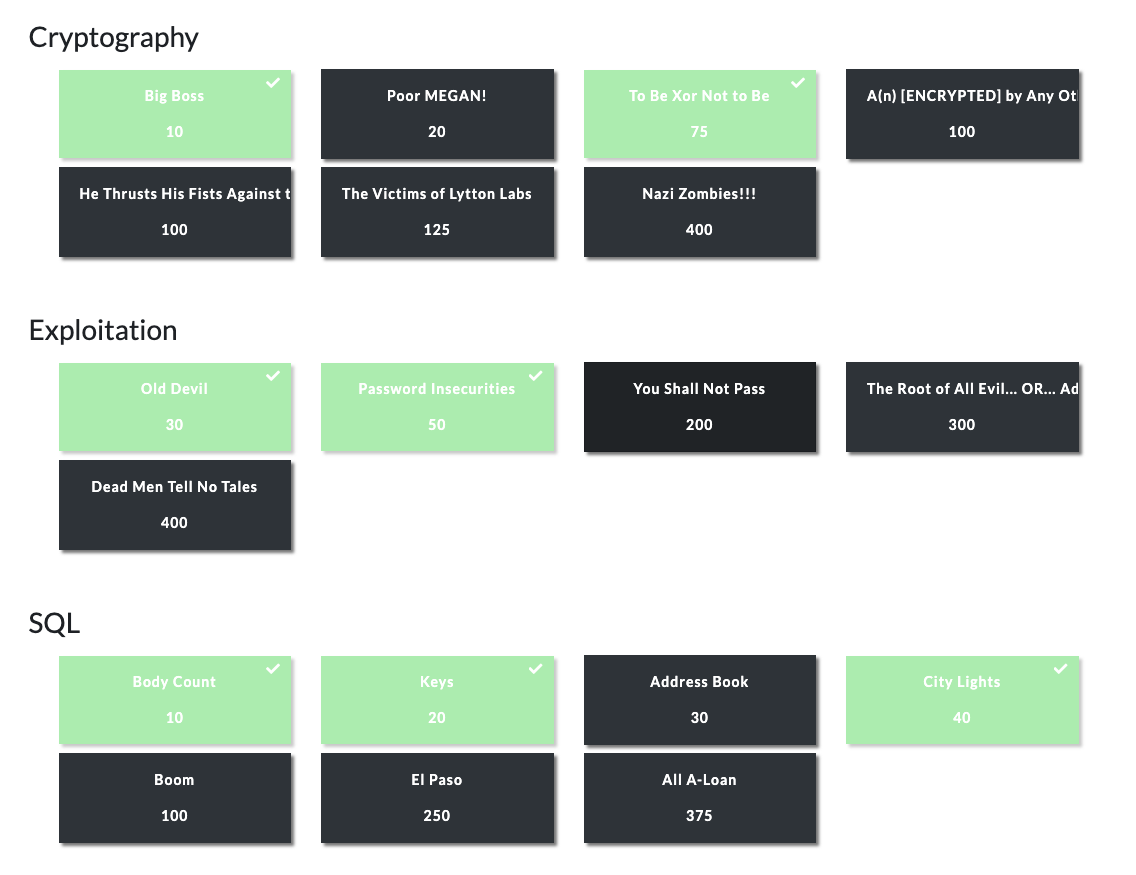 Cryptography
Big Boss
10
Poor MEGAN!
20
To Be Xor Not to Be
75
A(n) [ENCRYPTED] by Any
100
He Thrusts His Fists Against
100
The Victims of Lytton Labs
125
Nazi Zombies!!!
400
Exploitation
Old Devil
30
Password Insecurities
50
You Shall Not Pass
200
The Root of All Evil... OR...
300
Dead Men Tell No Tales
400
SQL
Body Count
10
Keys
20
Address Book
30
City Lights
40
Boom
100
El Paso
250
All A-Loan
375